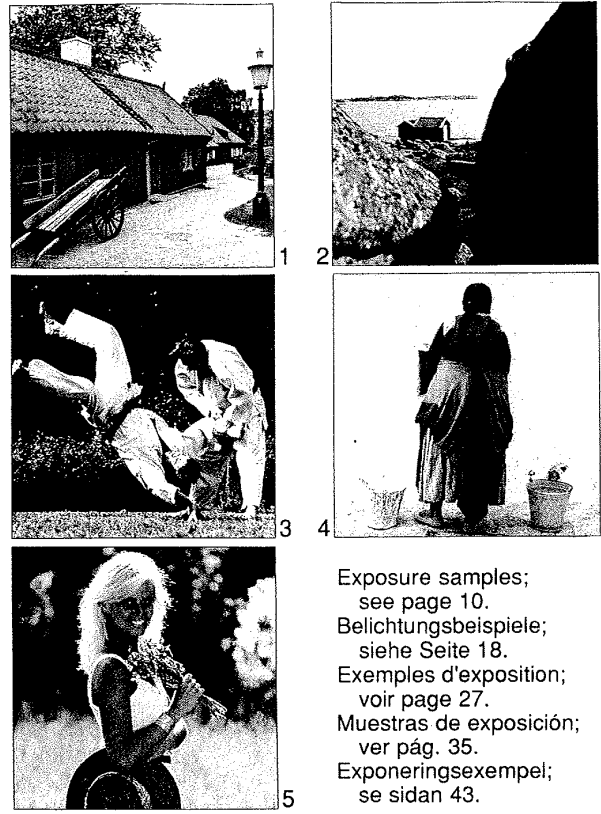 1
2
3
4
5
Exposure samples;
see page 10.
Belichtungsbeispiele;
siehe Seite 18.
Exemples d'exposition;
voir page 27.
Muestras de exposición;
ver pág. 35.
Exponeringsexempel;
se sidan 43.